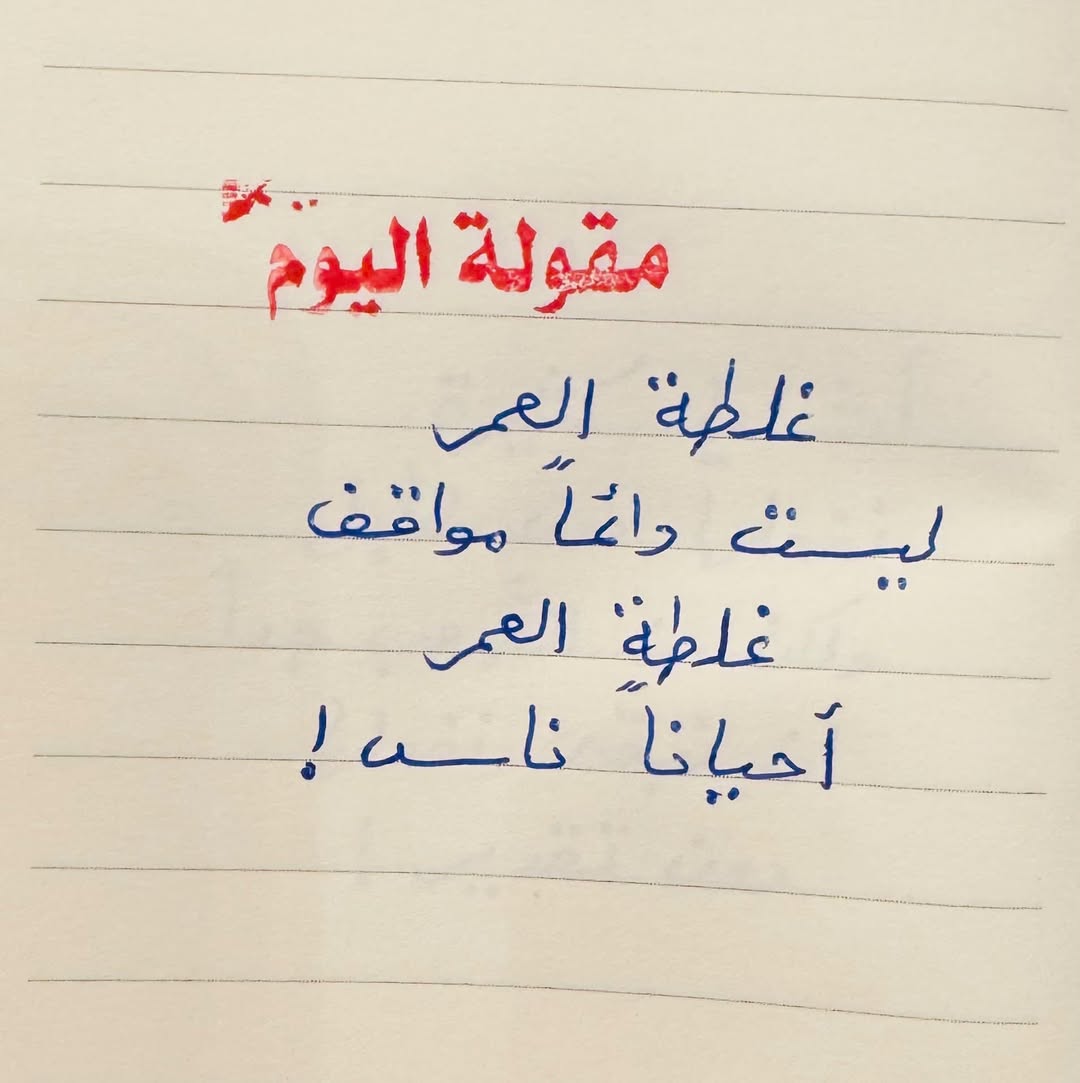 مقولة اليوم
غلطة العمر
ليست دائماً مواقف
غلطة العمر
أحياناً ناس !